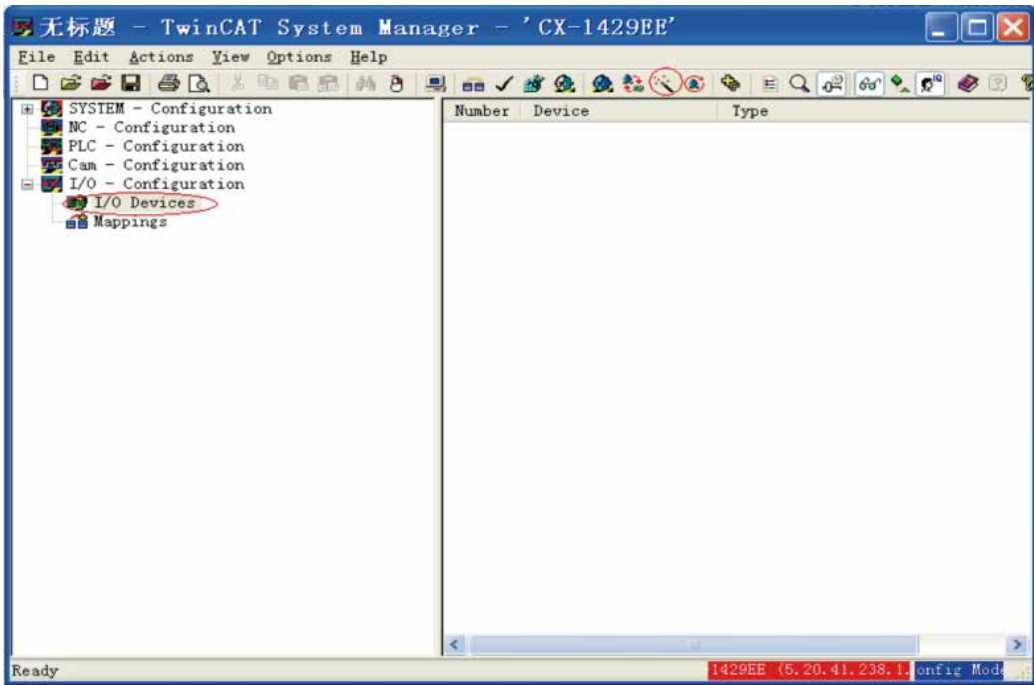 无标题 - TwinCAT System Manager - 'CX-1429EE'
File Edit Actions View Options Help
SYSTEM - Configuration
NC - Configuration
PLC - Configuration
Cam - Configuration
I/O - Configuration
I/O Devices
Mappings
Number Device Type
Ready
1429EE (5.20.41.238.1. onfig Mod